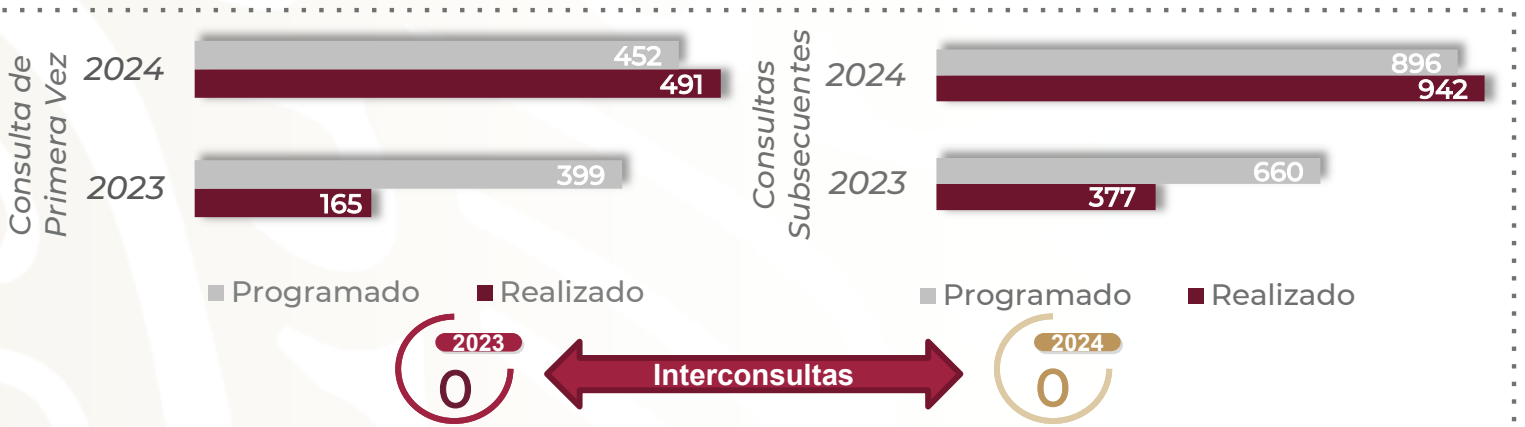 Consulta de
Primera Vez
2024
452
491
2023
399
165
Programado
Realizado
Consultas
Subsecuentes
2024
896
942
2023
660
377
Programado
Realizado
2023
0
Interconsultas
2024
0